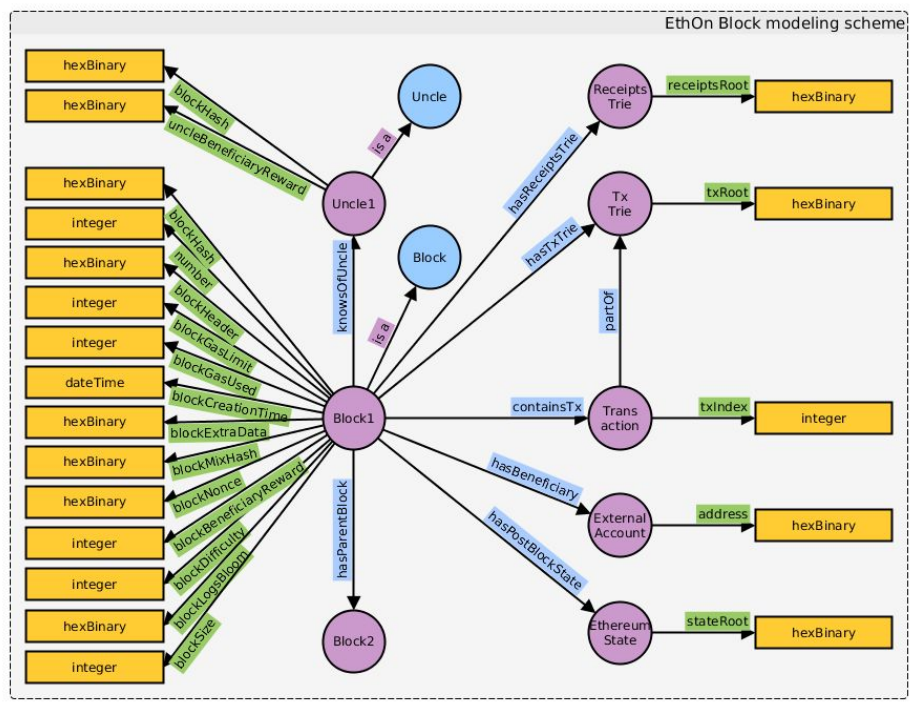 EthOn Block modeling scheme
hexBinary
blockHash
hexBinary
uncleBeneficiaryReward
Uncle
is a
Uncle1
Receipts
Trie
receiptsRoot
hexBinary
hasReceiptsTrie
Tx
Trie
txRoot
hexBinary
hasTxTrie
knowsOfUncle
Block
is a
partOf
hexBinary
blockHash
integer
number
hexBinary
blockHeader
integer
blockGasLimit
integer
blockGasUsed
dateTime
blockCreationTime
hexBinary
blockExtraData
hexBinary
blockMixHash
hexBinary
blockNonce
integer
blockBeneficiaryReward
integer
blockDifficulty
hexBinary
blockLogsBloom
integer
blockSize
Block1
containsTx
Trans
action
txIndex
integer
hasBeneficiary
External
Account
address
hexBinary
hasPostBlockState
Ethereum
State
stateRoot
hexBinary
hasParentBlock
Block2